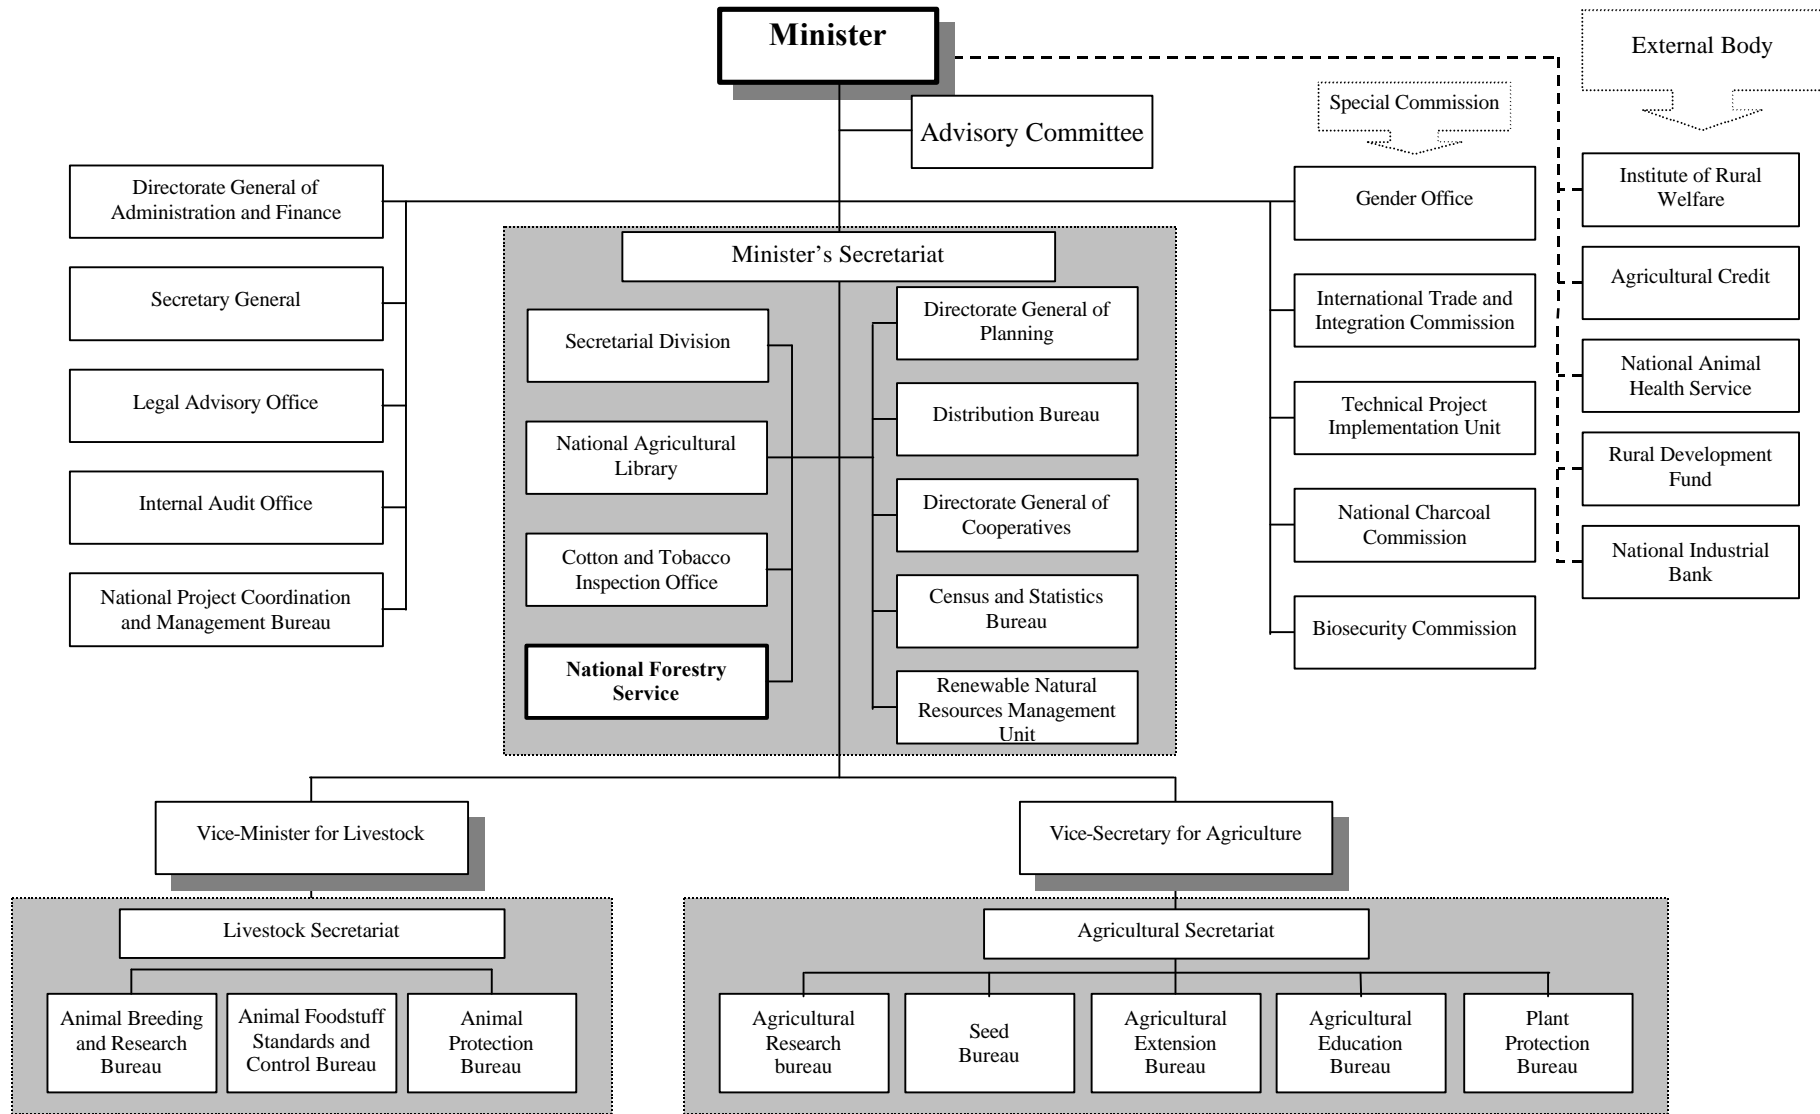 Minister
External Body
Special Commission
Advisory Committee
Directorate General of
Administration and Finance
Secretary General
Legal Advisory Office
Internal Audit Office
National Project Coordination
and Management Bureau
Minister’s Secretariat
Secretarial Division
National Agricultural
Library
Cotton and Tobacco
Inspection Office
National Forestry
Service
Directorate General of
Planning
Distribution Bureau
Directorate General of
Cooperatives
Census and Statistics
Bureau
Renewable Natural
Resources Management
Unit
Gender Office
International Trade and
Integration Commission
Technical Project
Implementation Unit
National Charcoal
Commission
Biosecurity Commission
Institute of Rural
Welfare
Agricultural Credit
National Animal
Health Service
Rural Development
Fund
National Industrial
Bank
Vice-Minister for Livestock
Livestock Secretariat
Animal Breeding
and Research
Bureau
Animal Foodstuff
Standards and
Control Bureau
Animal
Protection
Bureau
Vice-Secretary for Agriculture
Agricultural Secretariat
Agricultural
Research
bureau
Seed
Bureau
Agricultural
Extension
Bureau
Agricultural
Education
Bureau
Plant
Protection
Bureau